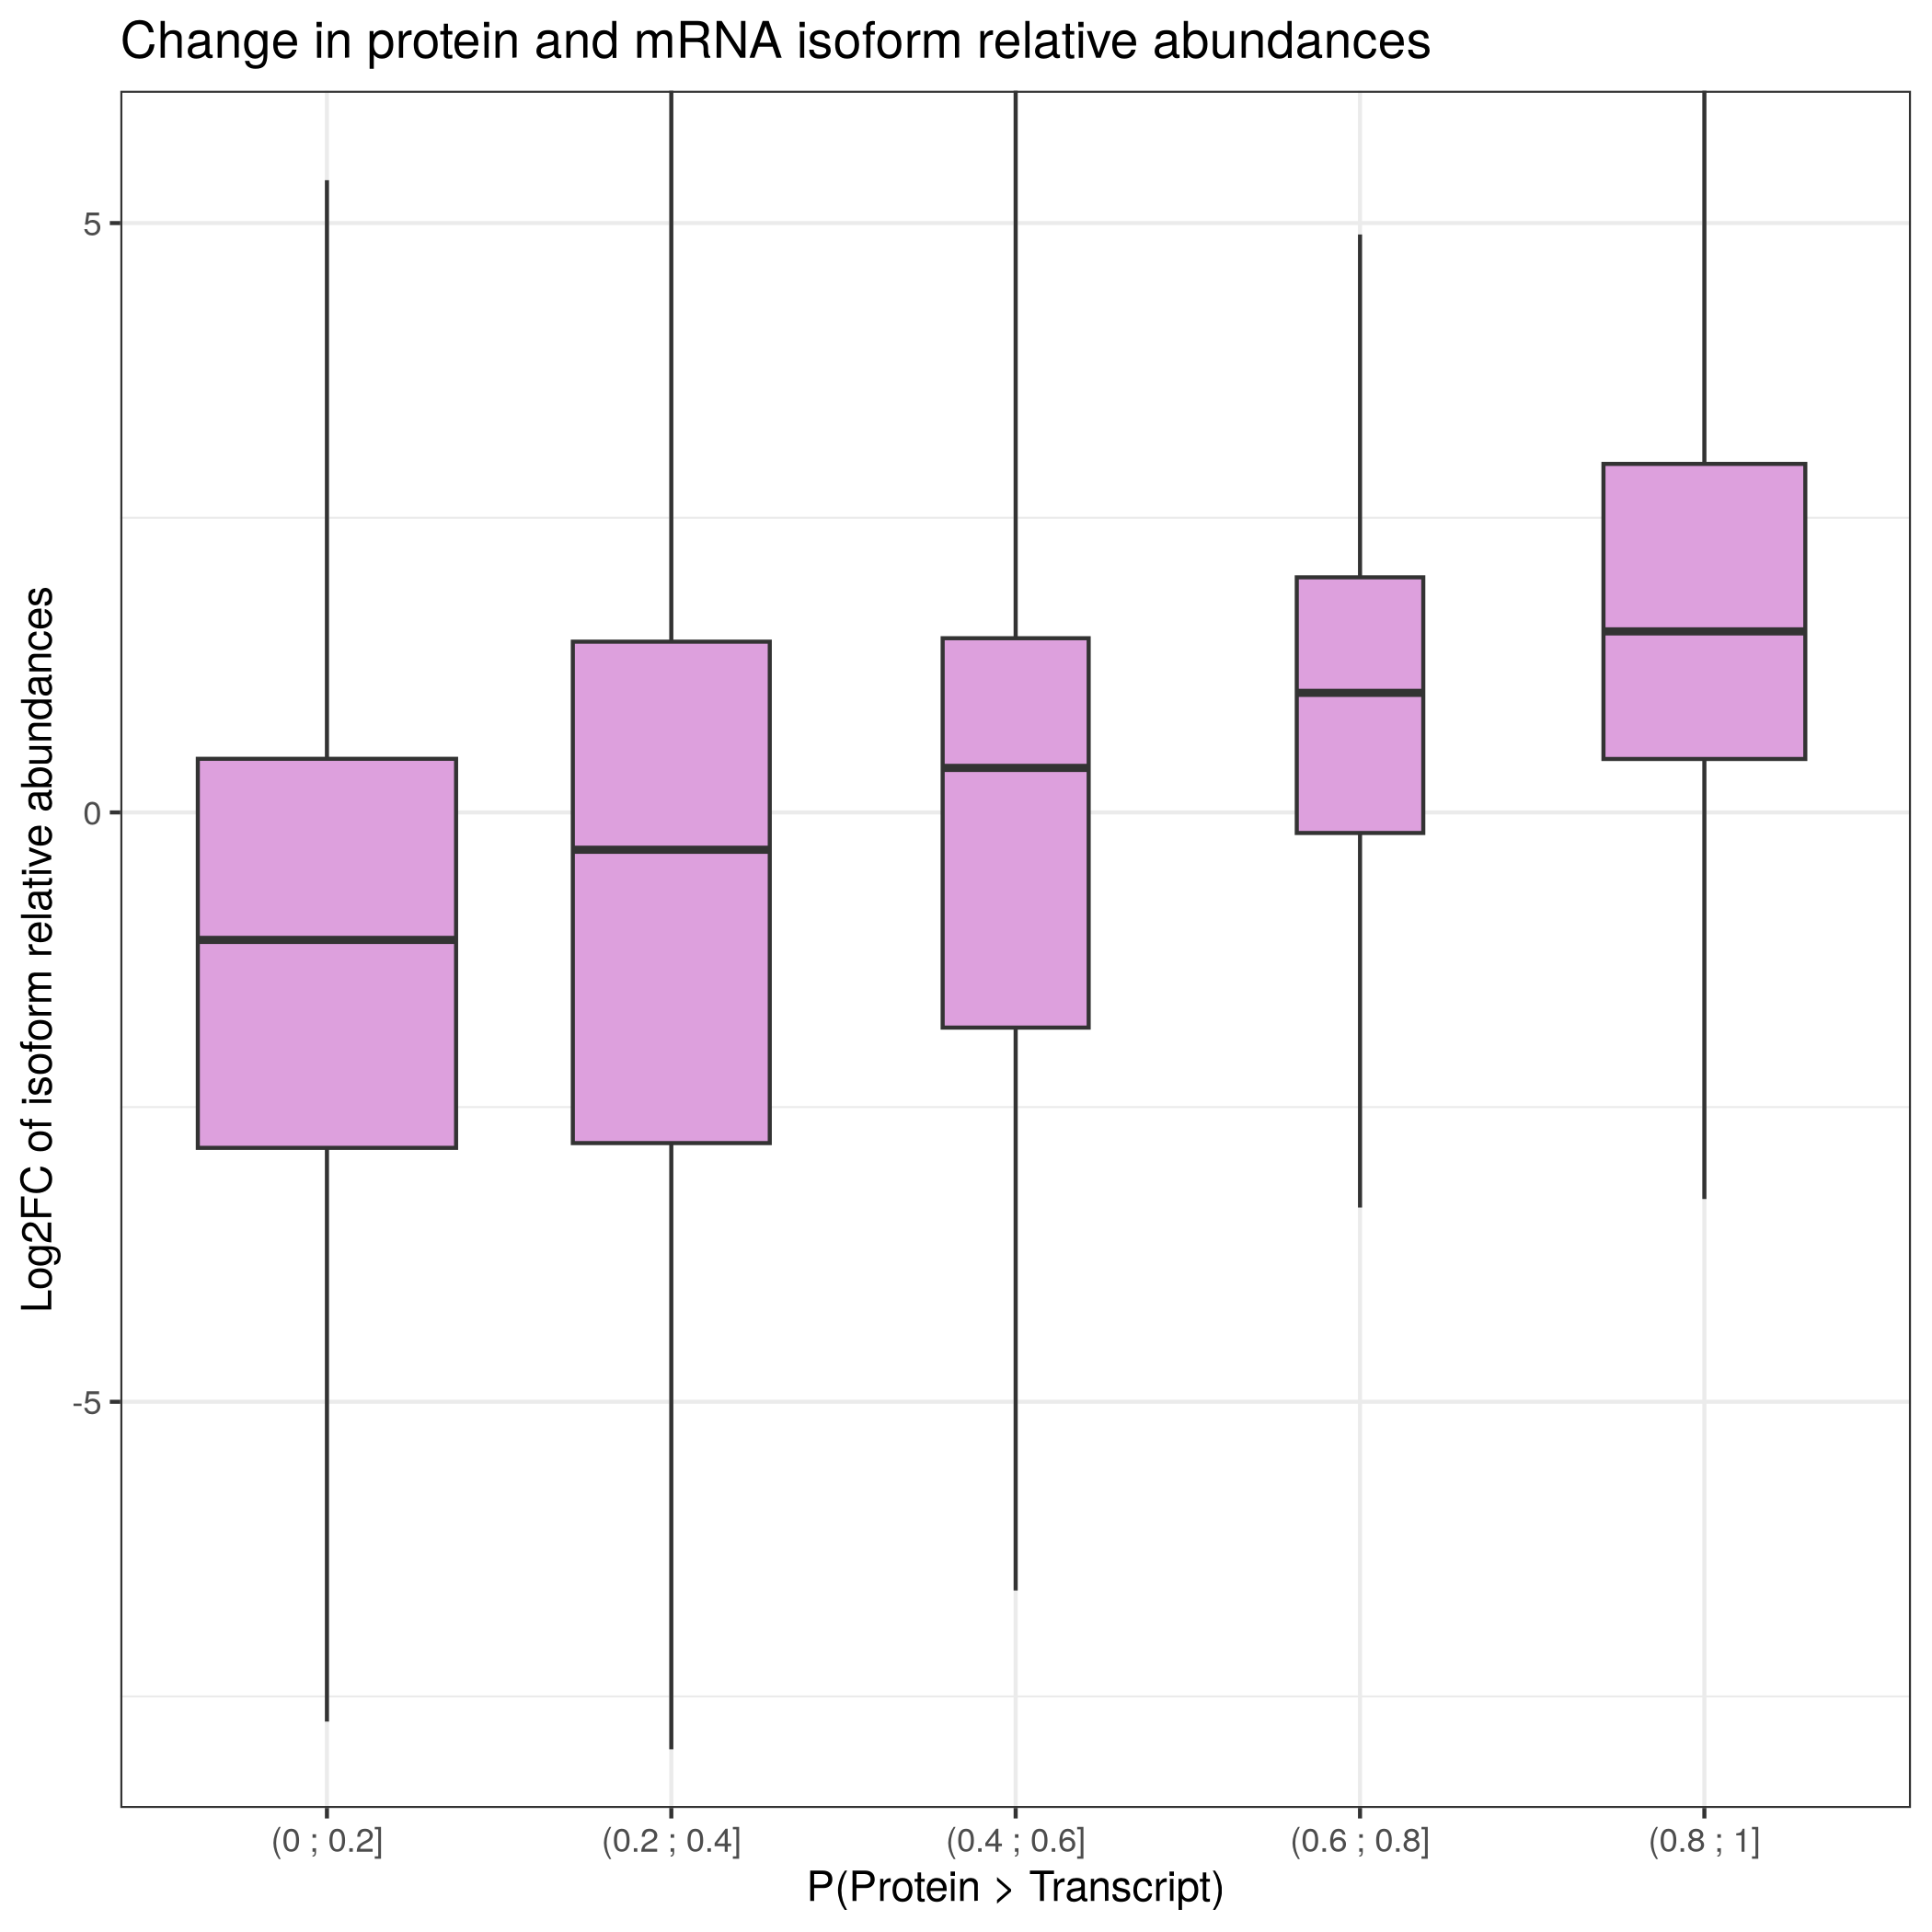 Change in protein and mRNA isoform relative abundances
Log2FC of isoform relative abundances
5
0
-5
(0 ; 0.2]
(0.2 ; 0.4]
(0.4 ; 0.6]
(0.6 ; 0.8]
(0.8 ; 1]
P(Protein > Transcript)